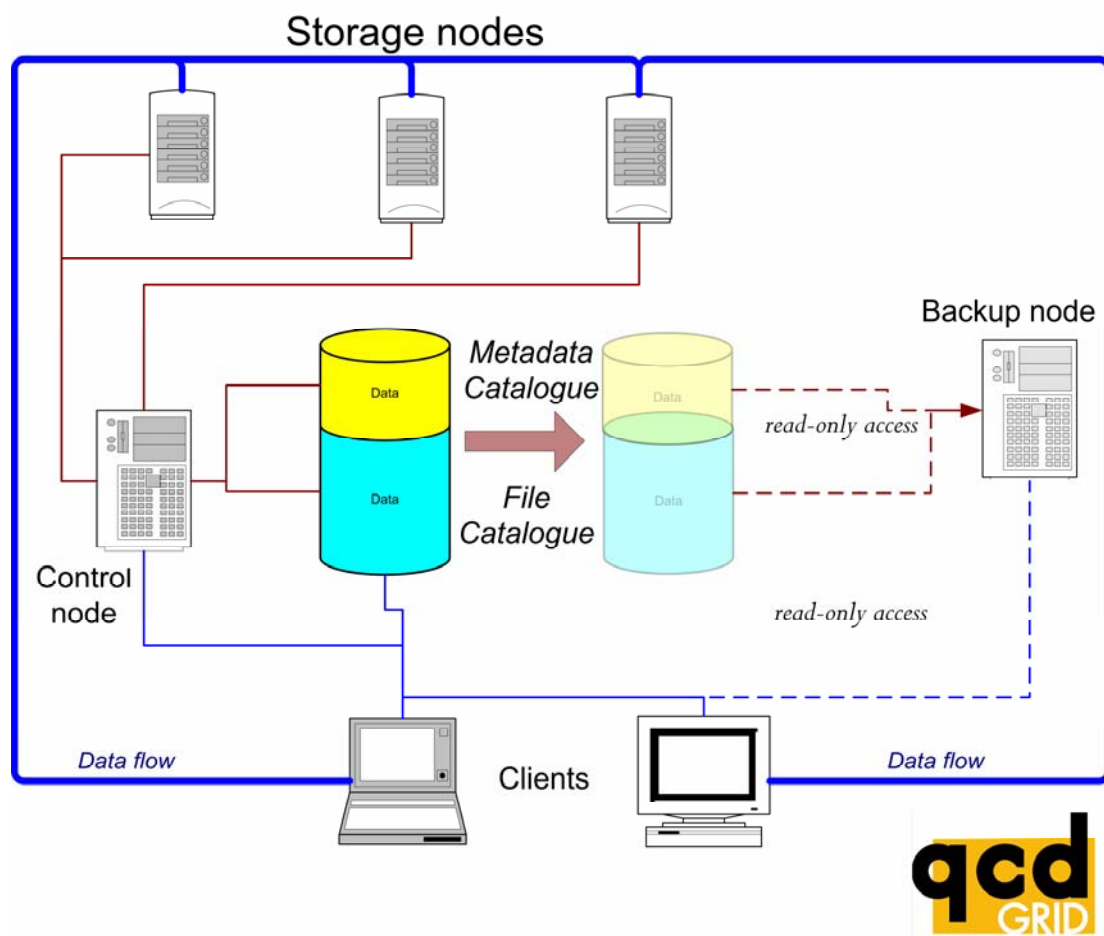 Storage nodes
Backup node
Metadata
Catalogue
Data
Data
read-only access
File
Catalogue
Data
Data
Control
node
read-only access
Data flow
Clients
Data flow
qcd
GRID